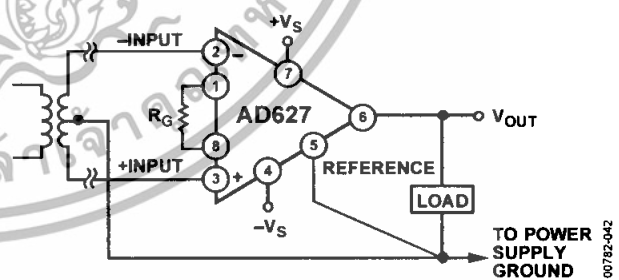 +VS
–INPUT
2
–
7
1
RG
AD627
6
VOUT
8
5
REFERENCE
+INPUT
3
+
4
LOAD
–VS
TO POWER
SUPPLY
GROUND
00782-042